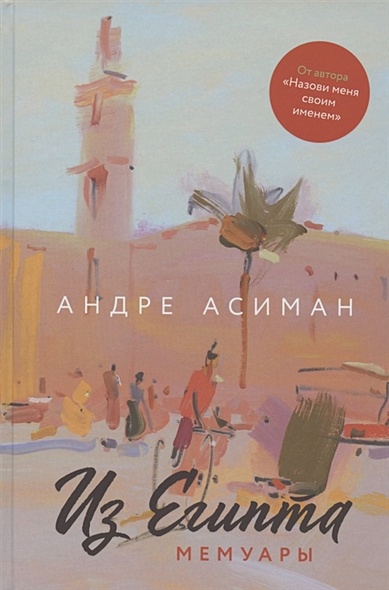 От автора
«Назови меня
своим
именем»
АНДРЕ АСИМАН
Из Египта
МЕМУАРЫ